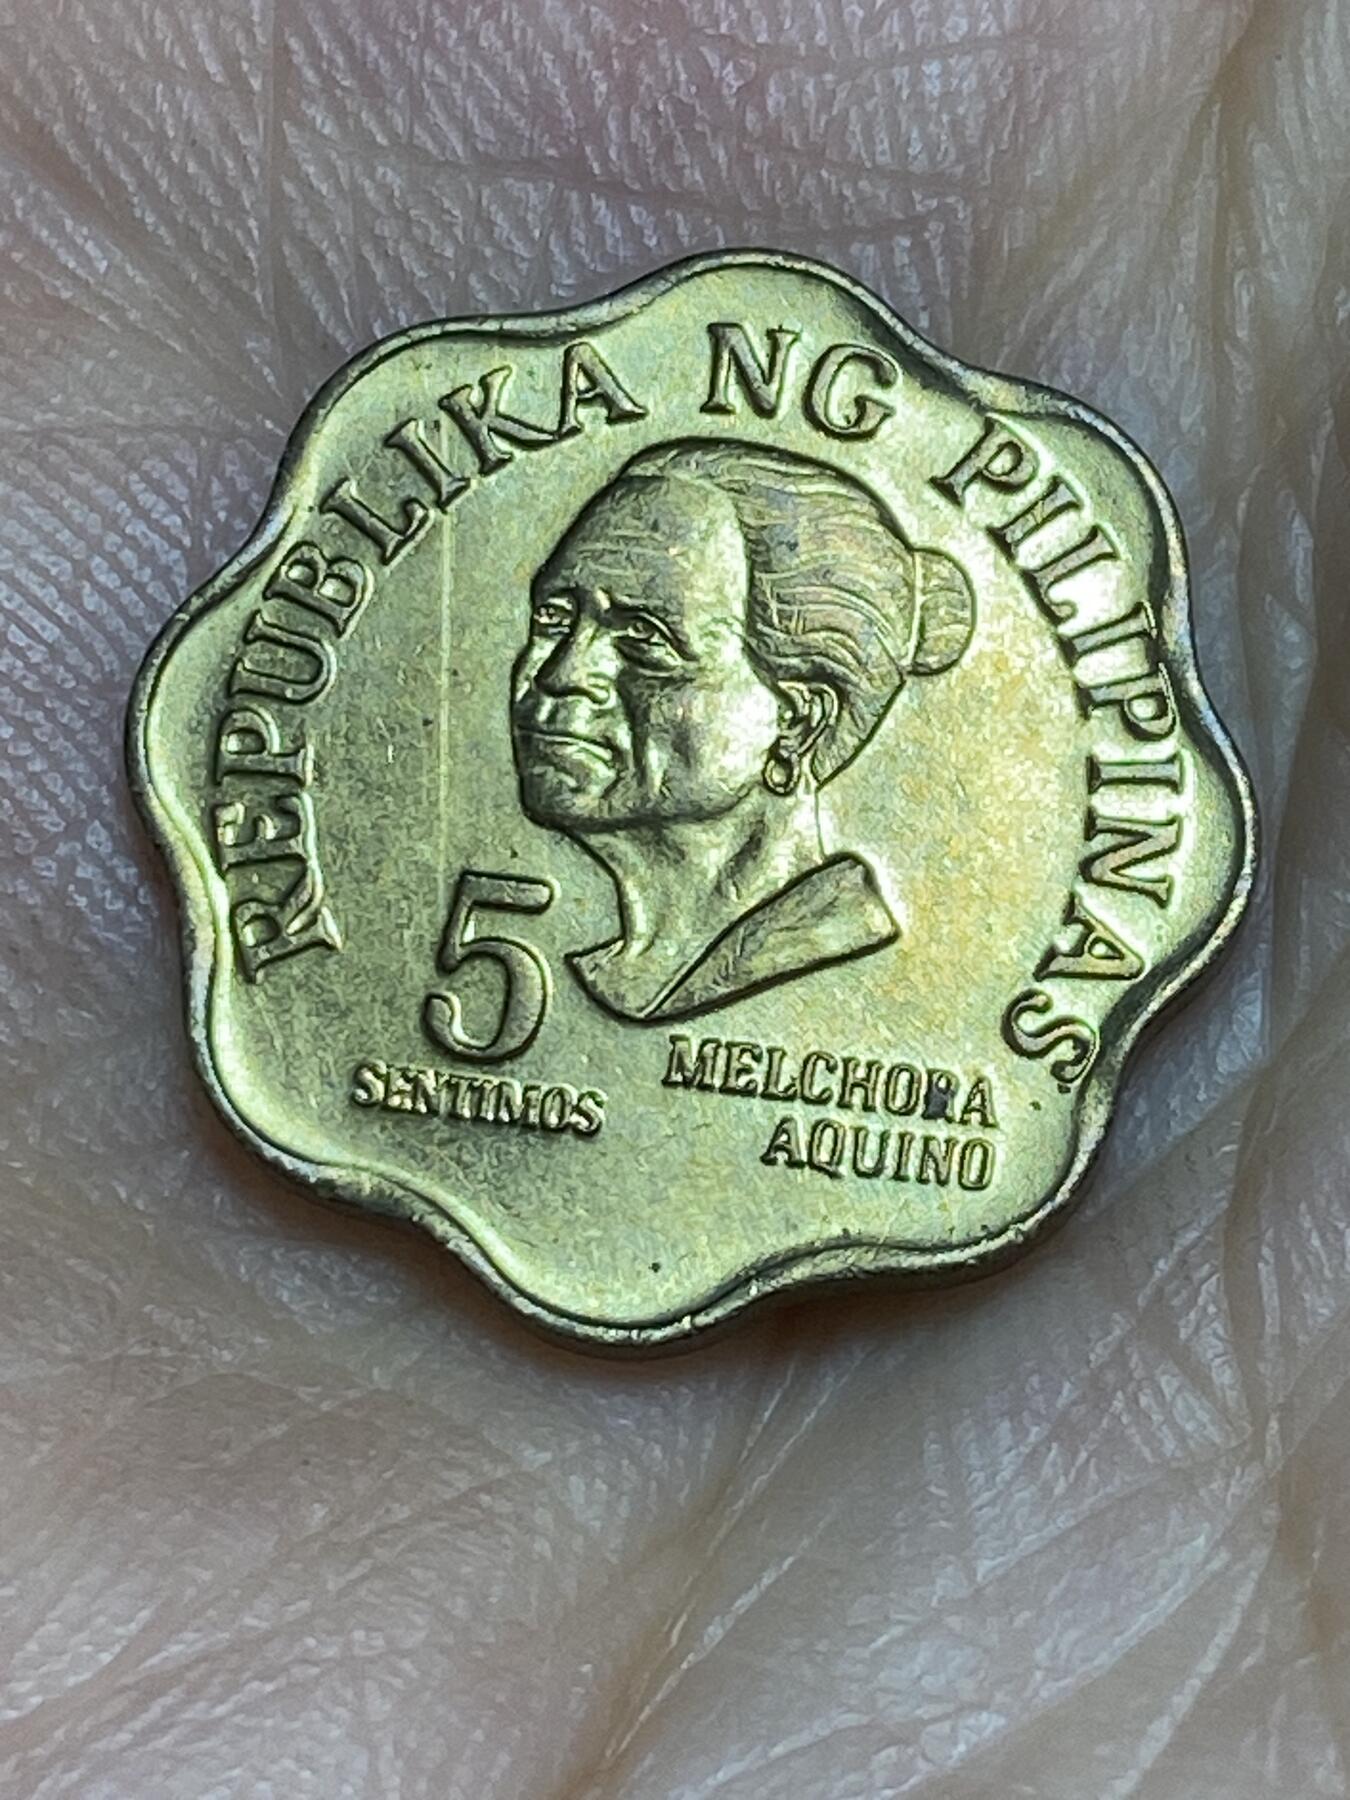 REPUBLIKA NG PILIPINAS
5
SENTIMOS
MELCHORA
AQUINO